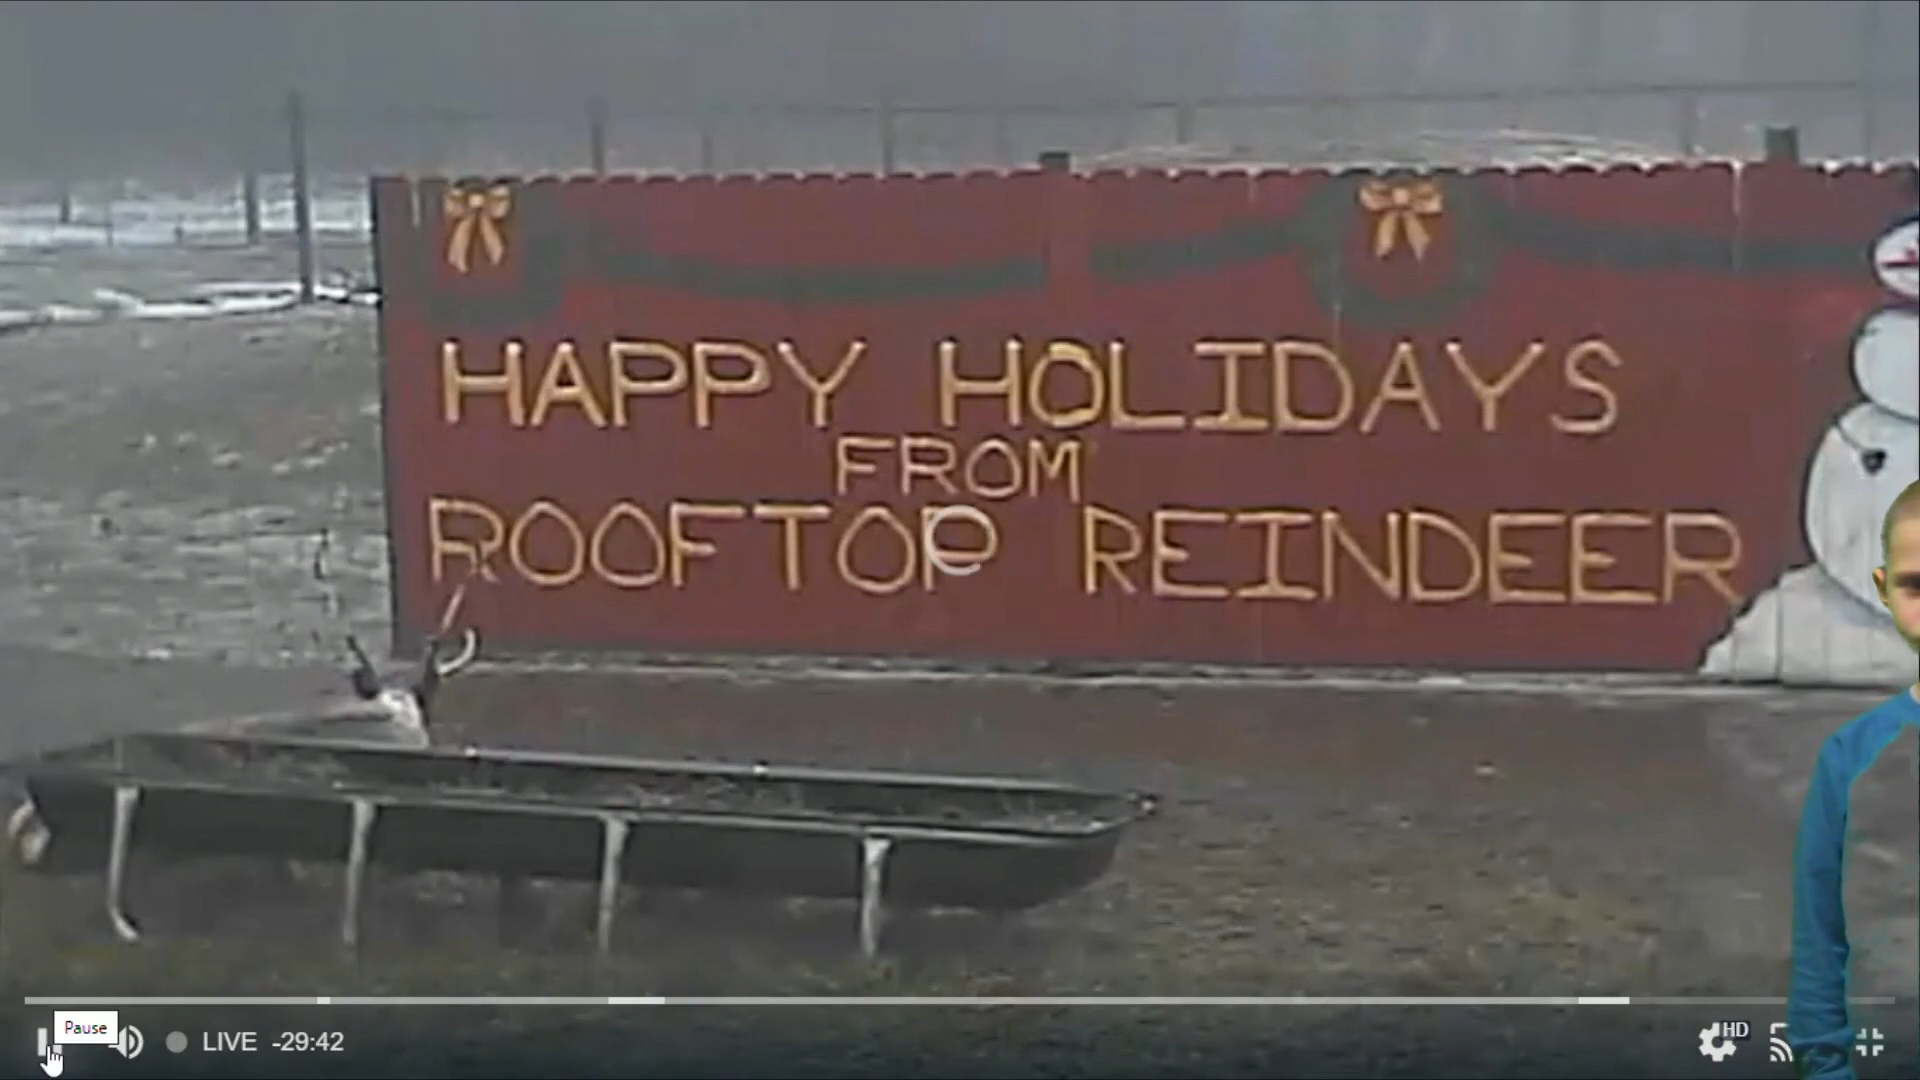 HAPPY HOLIDAYS
FROM
ROOFTOP REINDEER
Pause
LIVE -29:42
HD